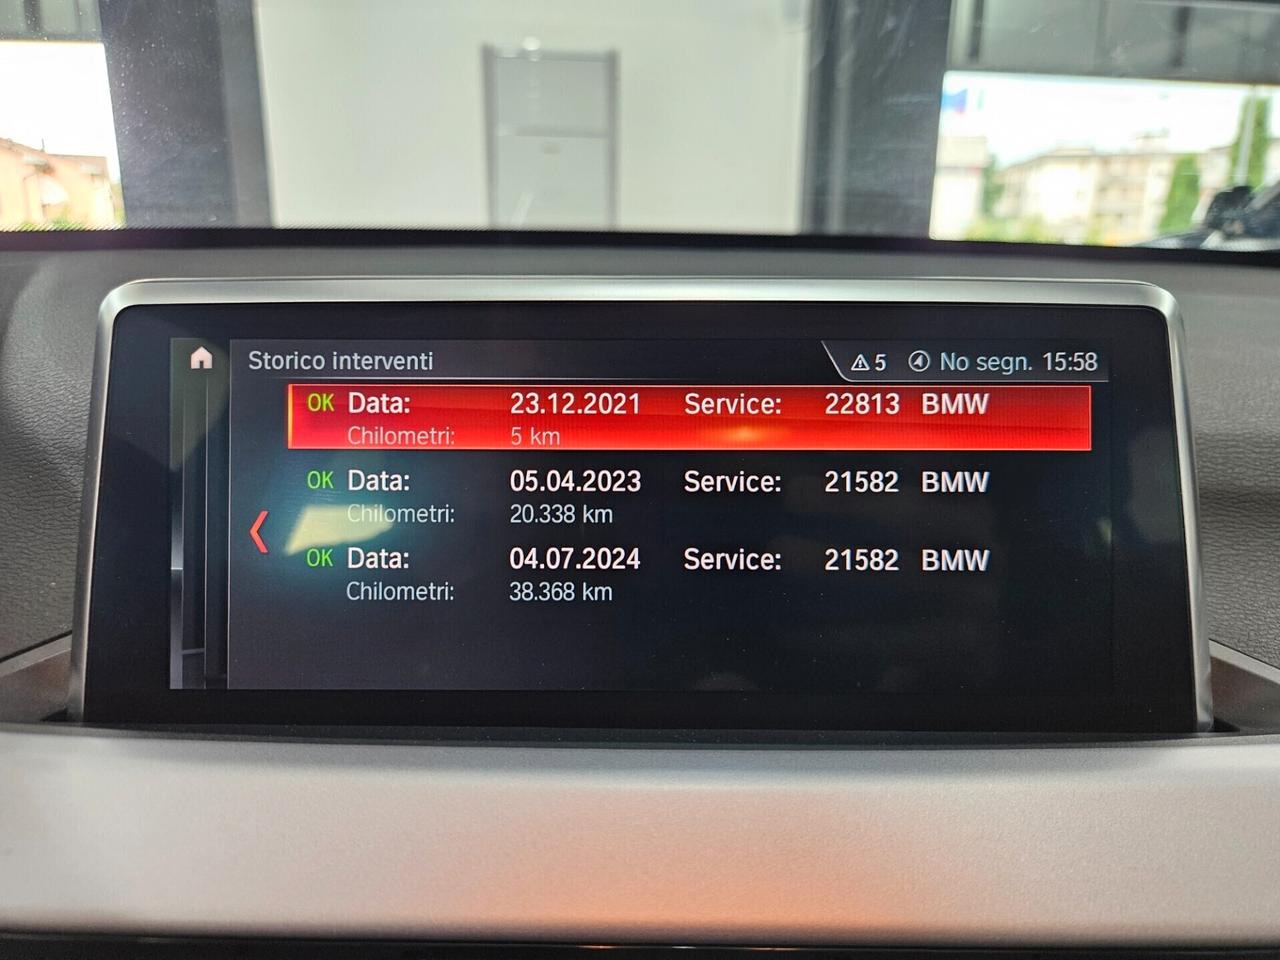 Storico interventi 5 No segn. 15:58
OK Data: 23.12.2021 Service: 22813 BMW
Chilometri: 5 km
OK Data: 05.04.2023 Service: 21582 BMW
Chilometri: 20.338 km
OK Data: 04.07.2024 Service: 21582 BMW
Chilometri: 38.368 km